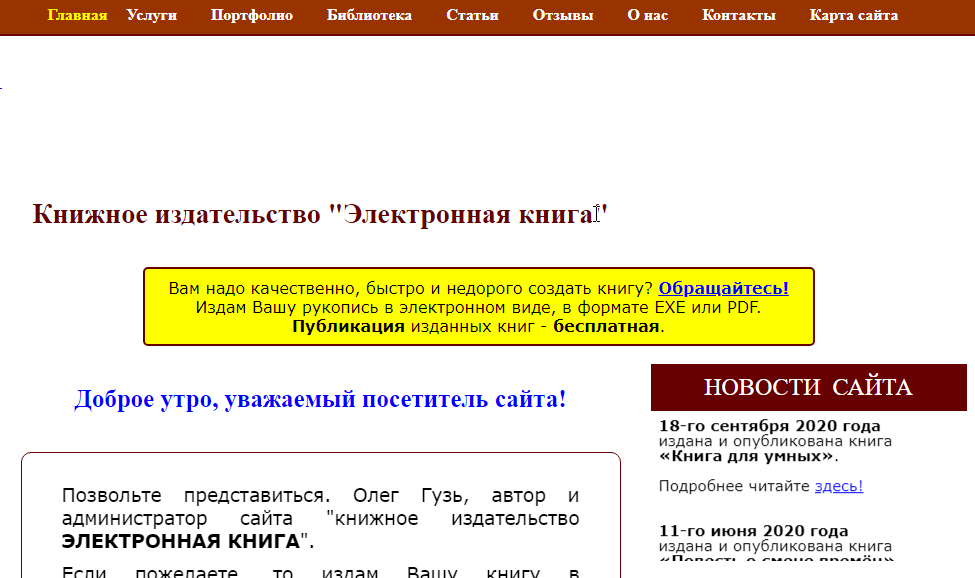 Главная Услуги Портфолио Библиотека Статьи Отзывы О нас Контакты Карта сайта
Книжное издательство "Электронная книга"
Вам надо качественно, быстро и недорого создать книгу? Обращайтесь!
Издам Вашу рукопись в электронном виде, в формате EXE или PDF.
Публикация изданных книг - бесплатная.
Доброе утро, уважаемый посетитель сайта!
Позвольте представиться. Олег Гузь, автор и
администратор сайта "книжное издательство
ЭЛЕКТРОННАЯ КНИГА".
Если пожелаете, то издам Вашу книгу в
НОВОСТИ САЙТА
18-го сентября 2020 года
издана и опубликована книга
«Книга для умных».
Подробнее читайте здесь!
11-го июня 2020 года
издана и опубликована книга
«Повесть о смене времён»